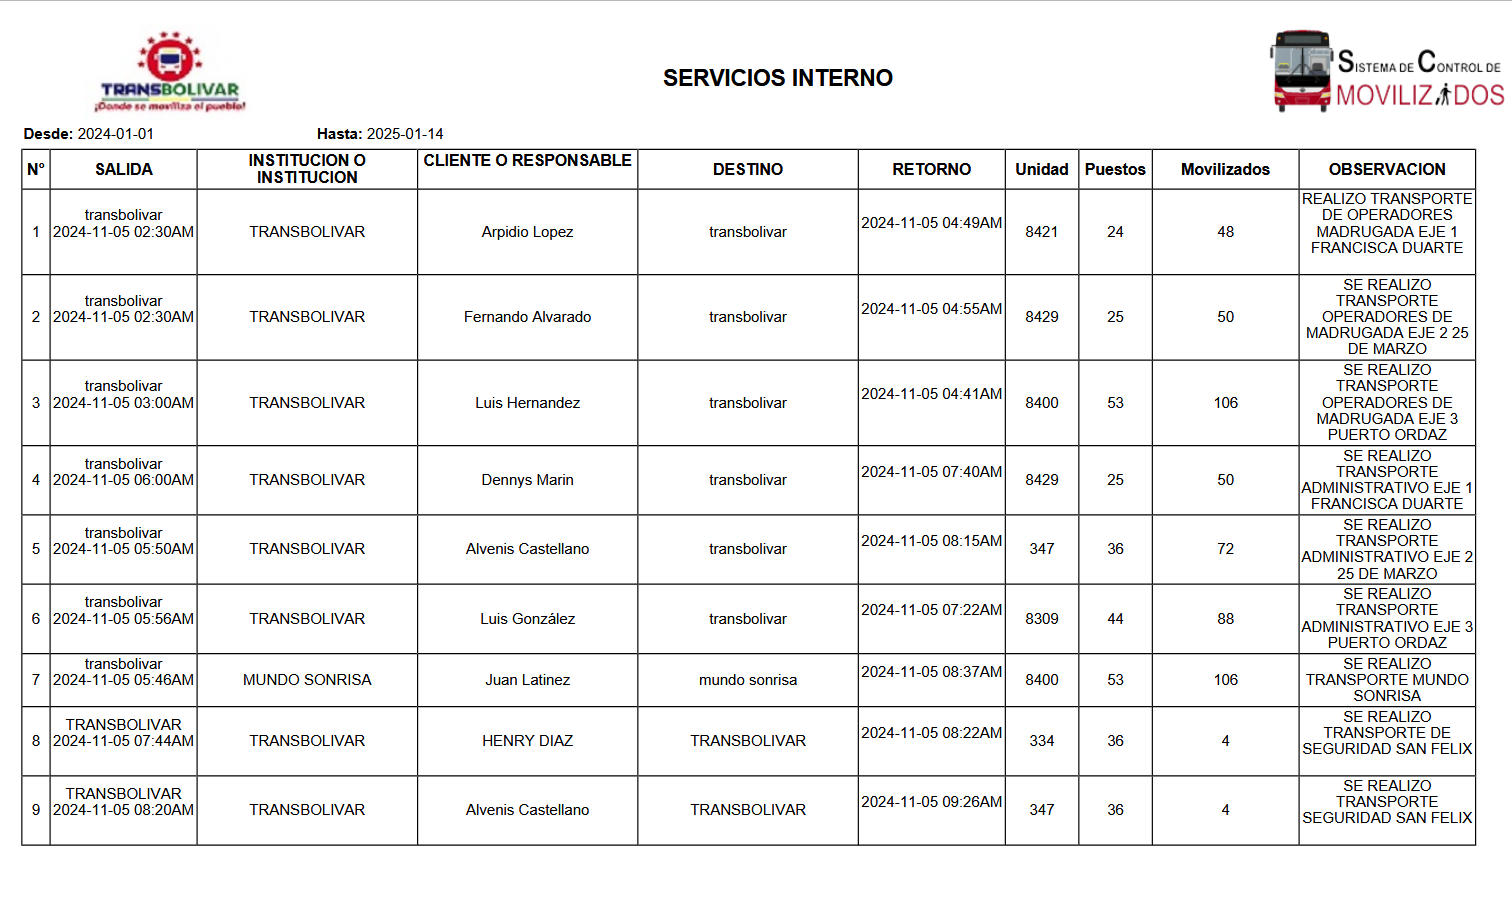 TRANSBOLIVAR
¡Donde se moviliza el pueblo!
SERVICIOS INTERNO
SISTEMA DE CONTROL DE
MOVILIZADOS
Desde: 2024-01-01 Hasta: 2025-01-14
Nº SALIDA INSTITUCION O INSTITUCION CLIENTE O RESPONSABLE DESTINO RETORNO Unidad Puestos Movilizados OBSERVACION
1 transbolivar 2024-11-05 02:30AM TRANSBOLIVAR Arpidio Lopez transbolivar 2024-11-05 04:49AM 8421 24 48 REALIZO TRANSPORTE DE OPERADORES MADRUGADA EJE 1 FRANCISCA DUARTE
2 transbolivar 2024-11-05 02:30AM TRANSBOLIVAR Fernando Alvarado transbolivar 2024-11-05 04:55AM 8429 25 50 SE REALIZO TRANSPORTE OPERADORES DE MADRUGADA EJE 2 25 DE MARZO
3 transbolivar 2024-11-05 03:00AM TRANSBOLIVAR Luis Hernandez transbolivar 2024-11-05 04:41AM 8400 53 106 SE REALIZO TRANSPORTE OPERADORES DE MADRUGADA EJE 3 PUERTO ORDAZ
4 transbolivar 2024-11-05 06:00AM TRANSBOLIVAR Dennys Marin transbolivar 2024-11-05 07:40AM 8429 25 50 SE REALIZO TRANSPORTE ADMINISTRATIVO EJE 1 FRANCISCA DUARTE
5 transbolivar 2024-11-05 05:50AM TRANSBOLIVAR Alvenis Castellano transbolivar 2024-11-05 08:15AM 347 36 72 SE REALIZO TRANSPORTE ADMINISTRATIVO EJE 2 25 DE MARZO
6 transbolivar 2024-11-05 05:56AM TRANSBOLIVAR Luis González transbolivar 2024-11-05 07:22AM 8309 44 88 SE REALIZO TRANSPORTE ADMINISTRATIVO EJE 3 PUERTO ORDAZ
7 transbolivar 2024-11-05 05:46AM MUNDO SONRISA Juan Latinez mundo sonrisa 2024-11-05 08:37AM 8400 53 106 SE REALIZO TRANSPORTE MUNDO SONRISA
8 TRANSBOLIVAR 2024-11-05 07:44AM TRANSBOLIVAR HENRY DIAZ TRANSBOLIVAR 2024-11-05 08:22AM 334 36 4 SE REALIZO TRANSPORTE DE SEGURIDAD SAN FELIX
9 TRANSBOLIVAR 2024-11-05 08:20AM TRANSBOLIVAR Alvenis Castellano TRANSBOLIVAR 2024-11-05 09:26AM 347 36 4 SE REALIZO TRANSPORTE SEGURIDAD SAN FELIX